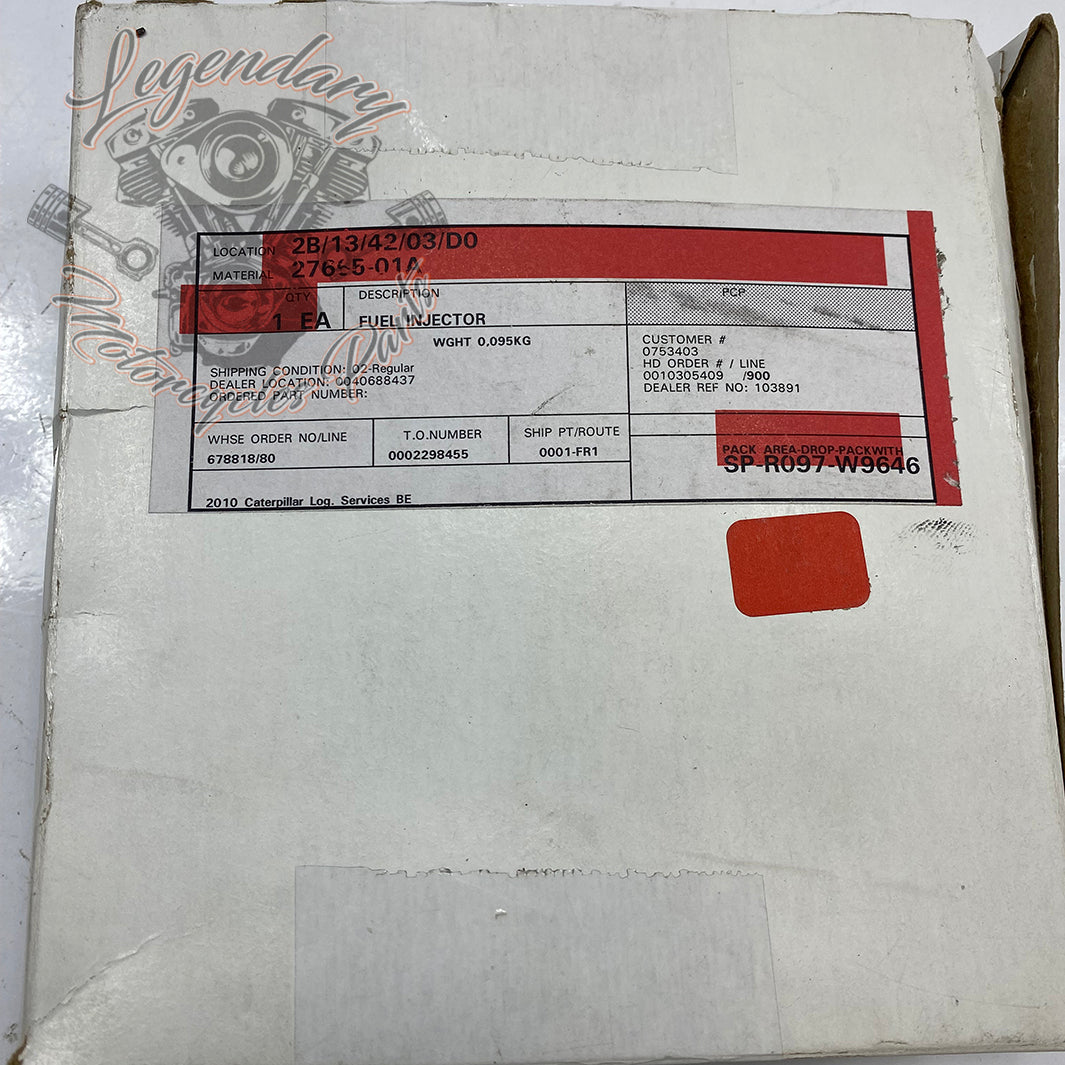 Legendary
Motorcycles Parts
LOCATION 2B/13/42/03/D0
MATERIAL 27665-01A
QTY DESCRIPTION PCP
1 EA FUEL INJECTOR
WGHT 0,095KG
SHIPPING CONDITION: 02-Regular
DEALER LOCATION: 0040688437
ORDERED PART NUMBER:
CUSTOMER #
0753403
HD ORDER # / LINE
0010305409 /900
DEALER REF NO: 103891
WHSE ORDER NO/LINE T.O.NUMBER SHIP PT/ROUTE
678818/80 0002298455 0001-FR1
PACK AREA-DROP-PACKWITH
SP-R097-W9646
2010 Caterpillar Log. Services BE